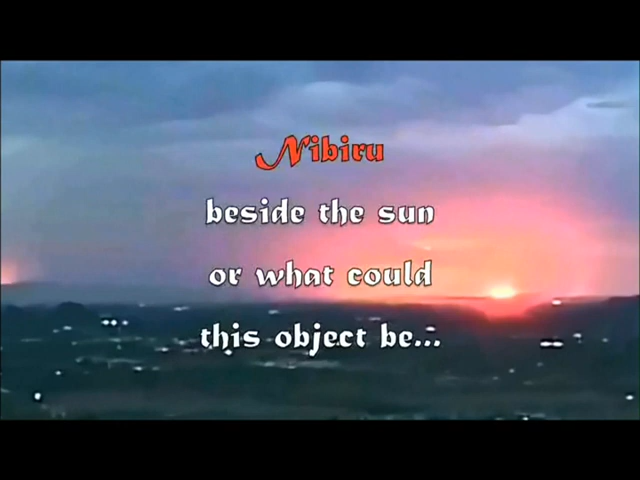 Nibiru
beside the sun
or what could
this object be...